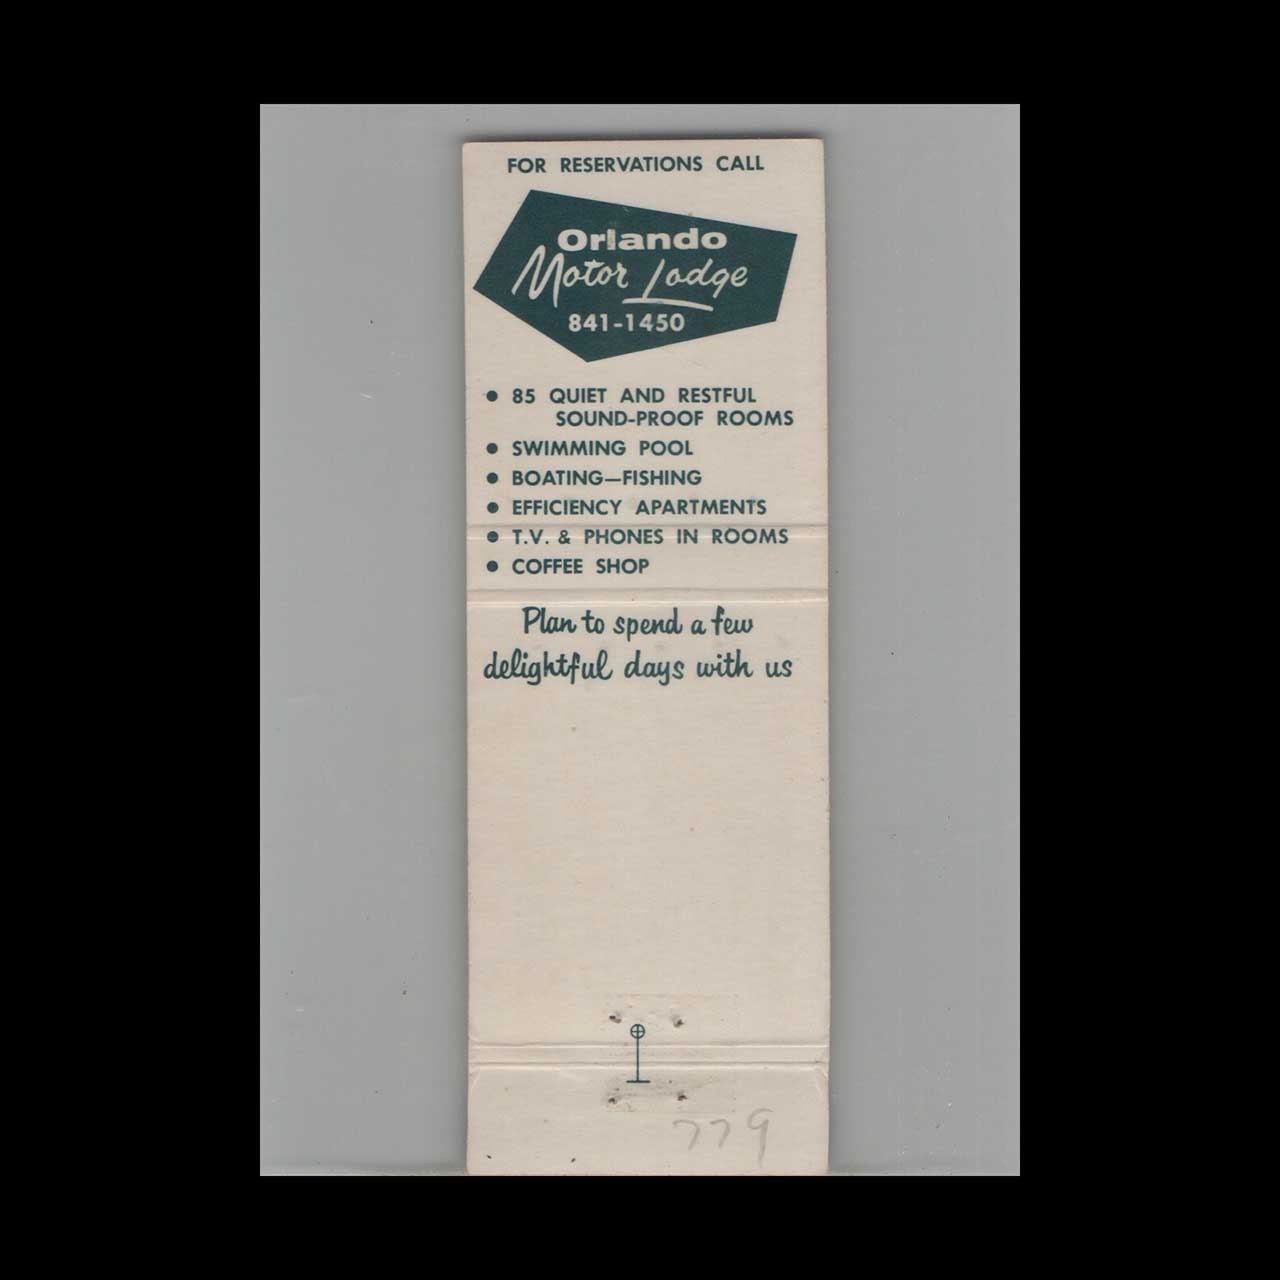 FOR RESERVATIONS CALL
Orlando
Motor Lodge
841-1450
● 85 QUIET AND RESTFUL
SOUND-PROOF ROOMS
● SWIMMING POOL
● BOATING—FISHING
● EFFICIENCY APARTMENTS
● T.V. & PHONES IN ROOMS
● COFFEE SHOP
Plan to spend a few
delightful days with us
779